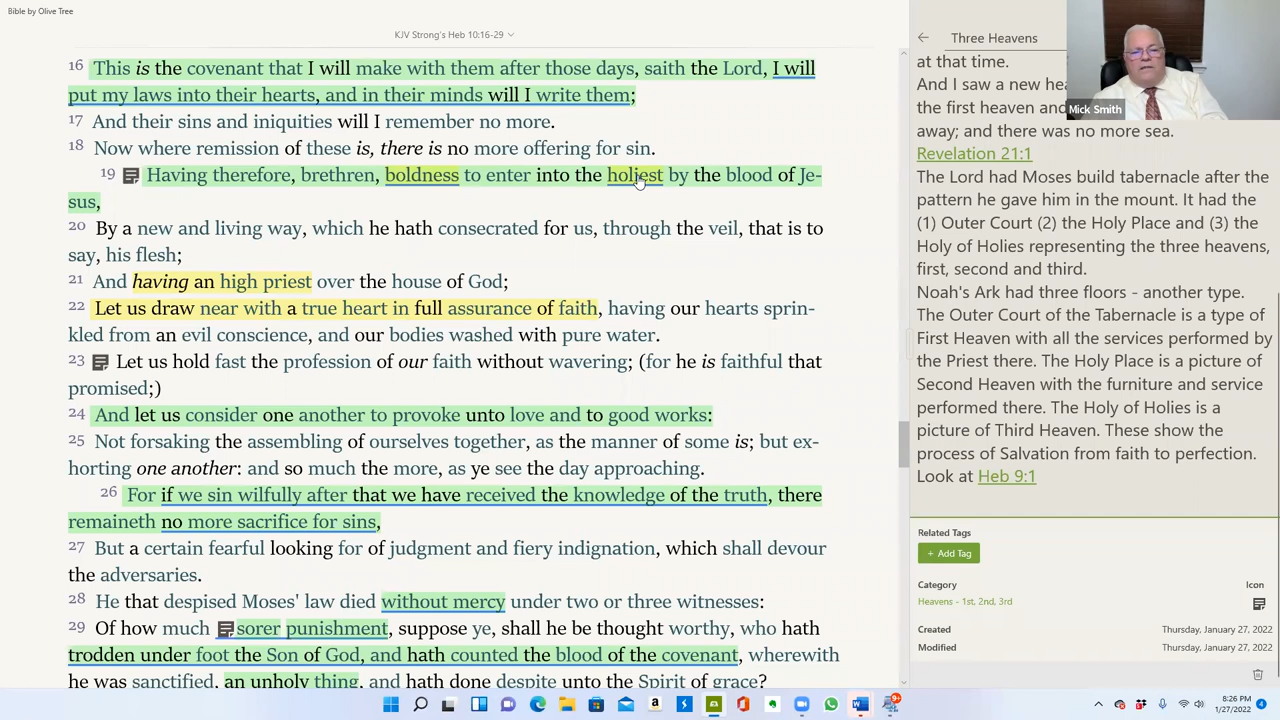 Bible by Olive Tree
KJV Strong's Heb 10:16-29
16 This is the covenant that I will make with them after those days, saith the Lord, I will
put my laws into their hearts, and in their minds will I write them;
17 And their sins and iniquities will I remember no more.
18 Now where remission of these is, there is no more offering for sin.
19 Having therefore, brethren, boldness to enter into the holiest by the blood of Je-
sus,
20 By a new and living way, which he hath consecrated for us, through the veil, that is to
say, his flesh;
21 And having an high priest over the house of God;
22 Let us draw near with a true heart in full assurance of faith, having our hearts sprin-
kled from an evil conscience, and our bodies washed with pure water.
23 Let us hold fast the profession of our faith without wavering; (for he is faithful that
promised;)
24 And let us consider one another to provoke unto love and to good works:
25 Not forsaking the assembling of ourselves together, as the manner of some is; but ex-
horting one another: and so much the more, as ye see the day approaching.
26 For if we sin wilfully after that we have received the knowledge of the truth, there
remaineth no more sacrifice for sins,
27 But a certain fearful looking for of judgment and fiery indignation, which shall devour
the adversaries.
28 He that despised Moses' law died without mercy under two or three witnesses:
29 Of how much sorer punishment, suppose ye, shall he be thought worthy, who hath
trodden under foot the Son of God, and hath counted the blood of the covenant, wherewith
he was sanctified, an unholy thing, and hath done despite unto the Spirit of grace?
Three Heavens
at that time.
And I saw a new hea
the first heaven and
away; and there was no more sea.
Revelation 21:1
The Lord had Moses build tabernacle after the
pattern he gave him in the mount. It had the
(1) Outer Court (2) the Holy Place and (3) the
Holy of Holies representing the three heavens,
first, second and third.
Noah's Ark had three floors - another type.
The Outer Court of the Tabernacle is a type of
First Heaven with all the services performed by
the Priest there. The Holy Place is a picture of
Second Heaven with the furniture and service
performed there. The Holy of Holies is a
picture of Third Heaven. These show the
process of Salvation from faith to perfection.
Look at Heb 9:1
Related Tags
+ Add Tag
Category Icon
Heavens - 1st, 2nd, 3rd
Created Thursday, January 27, 2022
Modified Thursday, January 27, 2022
Mick Smith
8:26 PM
1/27/2022